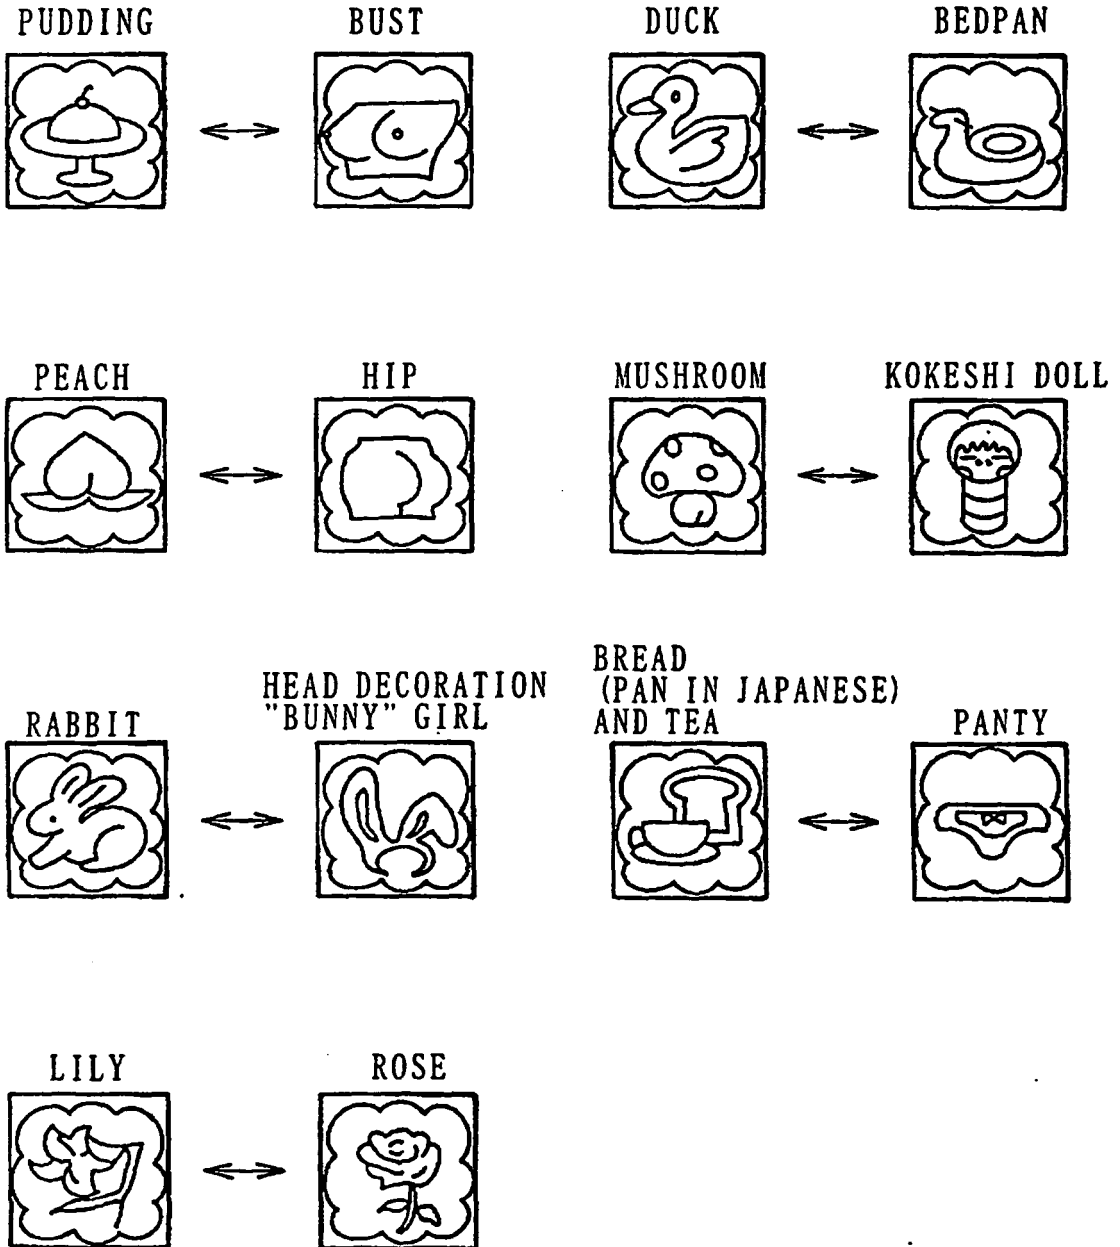 PUDDING
BUST
DUCK
BEDPAN
PEACH
HIP
MUSHROOM
KOKESHI DOLL
RABBIT
HEAD DECORATION
"BUNNY" GIRL
BREAD
(PAN IN JAPANESE)
AND TEA
PANTY
LILY
ROSE